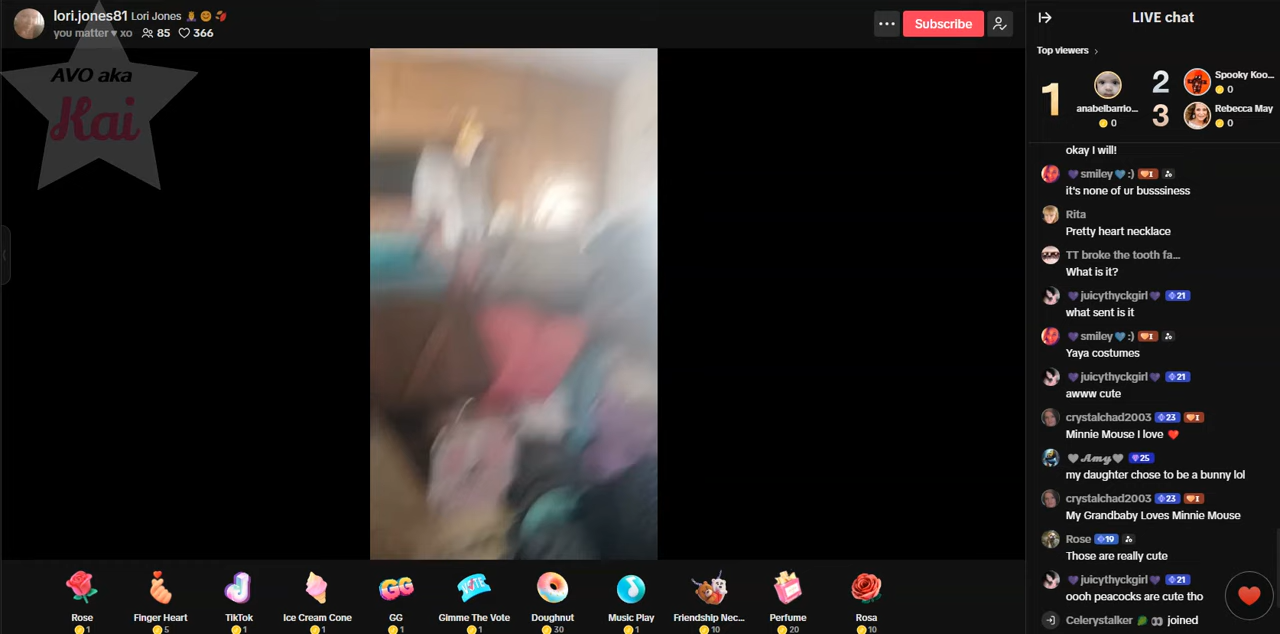 lori.jones81 Lori Jones
you matter ♥ xo 85 366
Subscribe
AVO aka
Kai
LIVE chat
Top viewers
1 anabelbarrio... 0
2 Spooky Koo... 0
3 Rebecca May 0
okay I will!
smiley :) I
it's none of ur busssiness
Rita
Pretty heart necklace
TT broke the tooth fa...
What is it?
juicythyckgirl 21
what sent is it
smiley :) I
Yaya costumes
juicythyckgirl 21
awww cute
crystalchad2003 23 I
Minnie Mouse I love ❤️
𝓐𝓶𝔂 25
my daughter chose to be a bunny lol
crystalchad2003 23 I
My Grandbaby Loves Minnie Mouse
Rose 19
Those are really cute
juicythyckgirl 21
oooh peacocks are cute tho
Celerystalker joined
GG VOTE
Rose Finger Heart TikTok Ice Cream Cone GG Gimme The Vote Doughnut Music Play Friendship Nec... Perfume Rosa
1 5 1 1 1 1 30 1 10 20 10